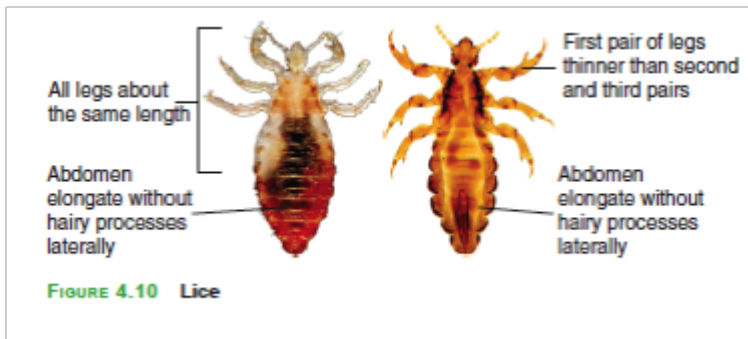 All legs about
the same length
Abdomen
elongate without
hairy processes
laterally
First pair of legs
thinner than second
and third pairs
Abdomen
elongate without
hairy processes
laterally
FIGURE 4.10 Lice